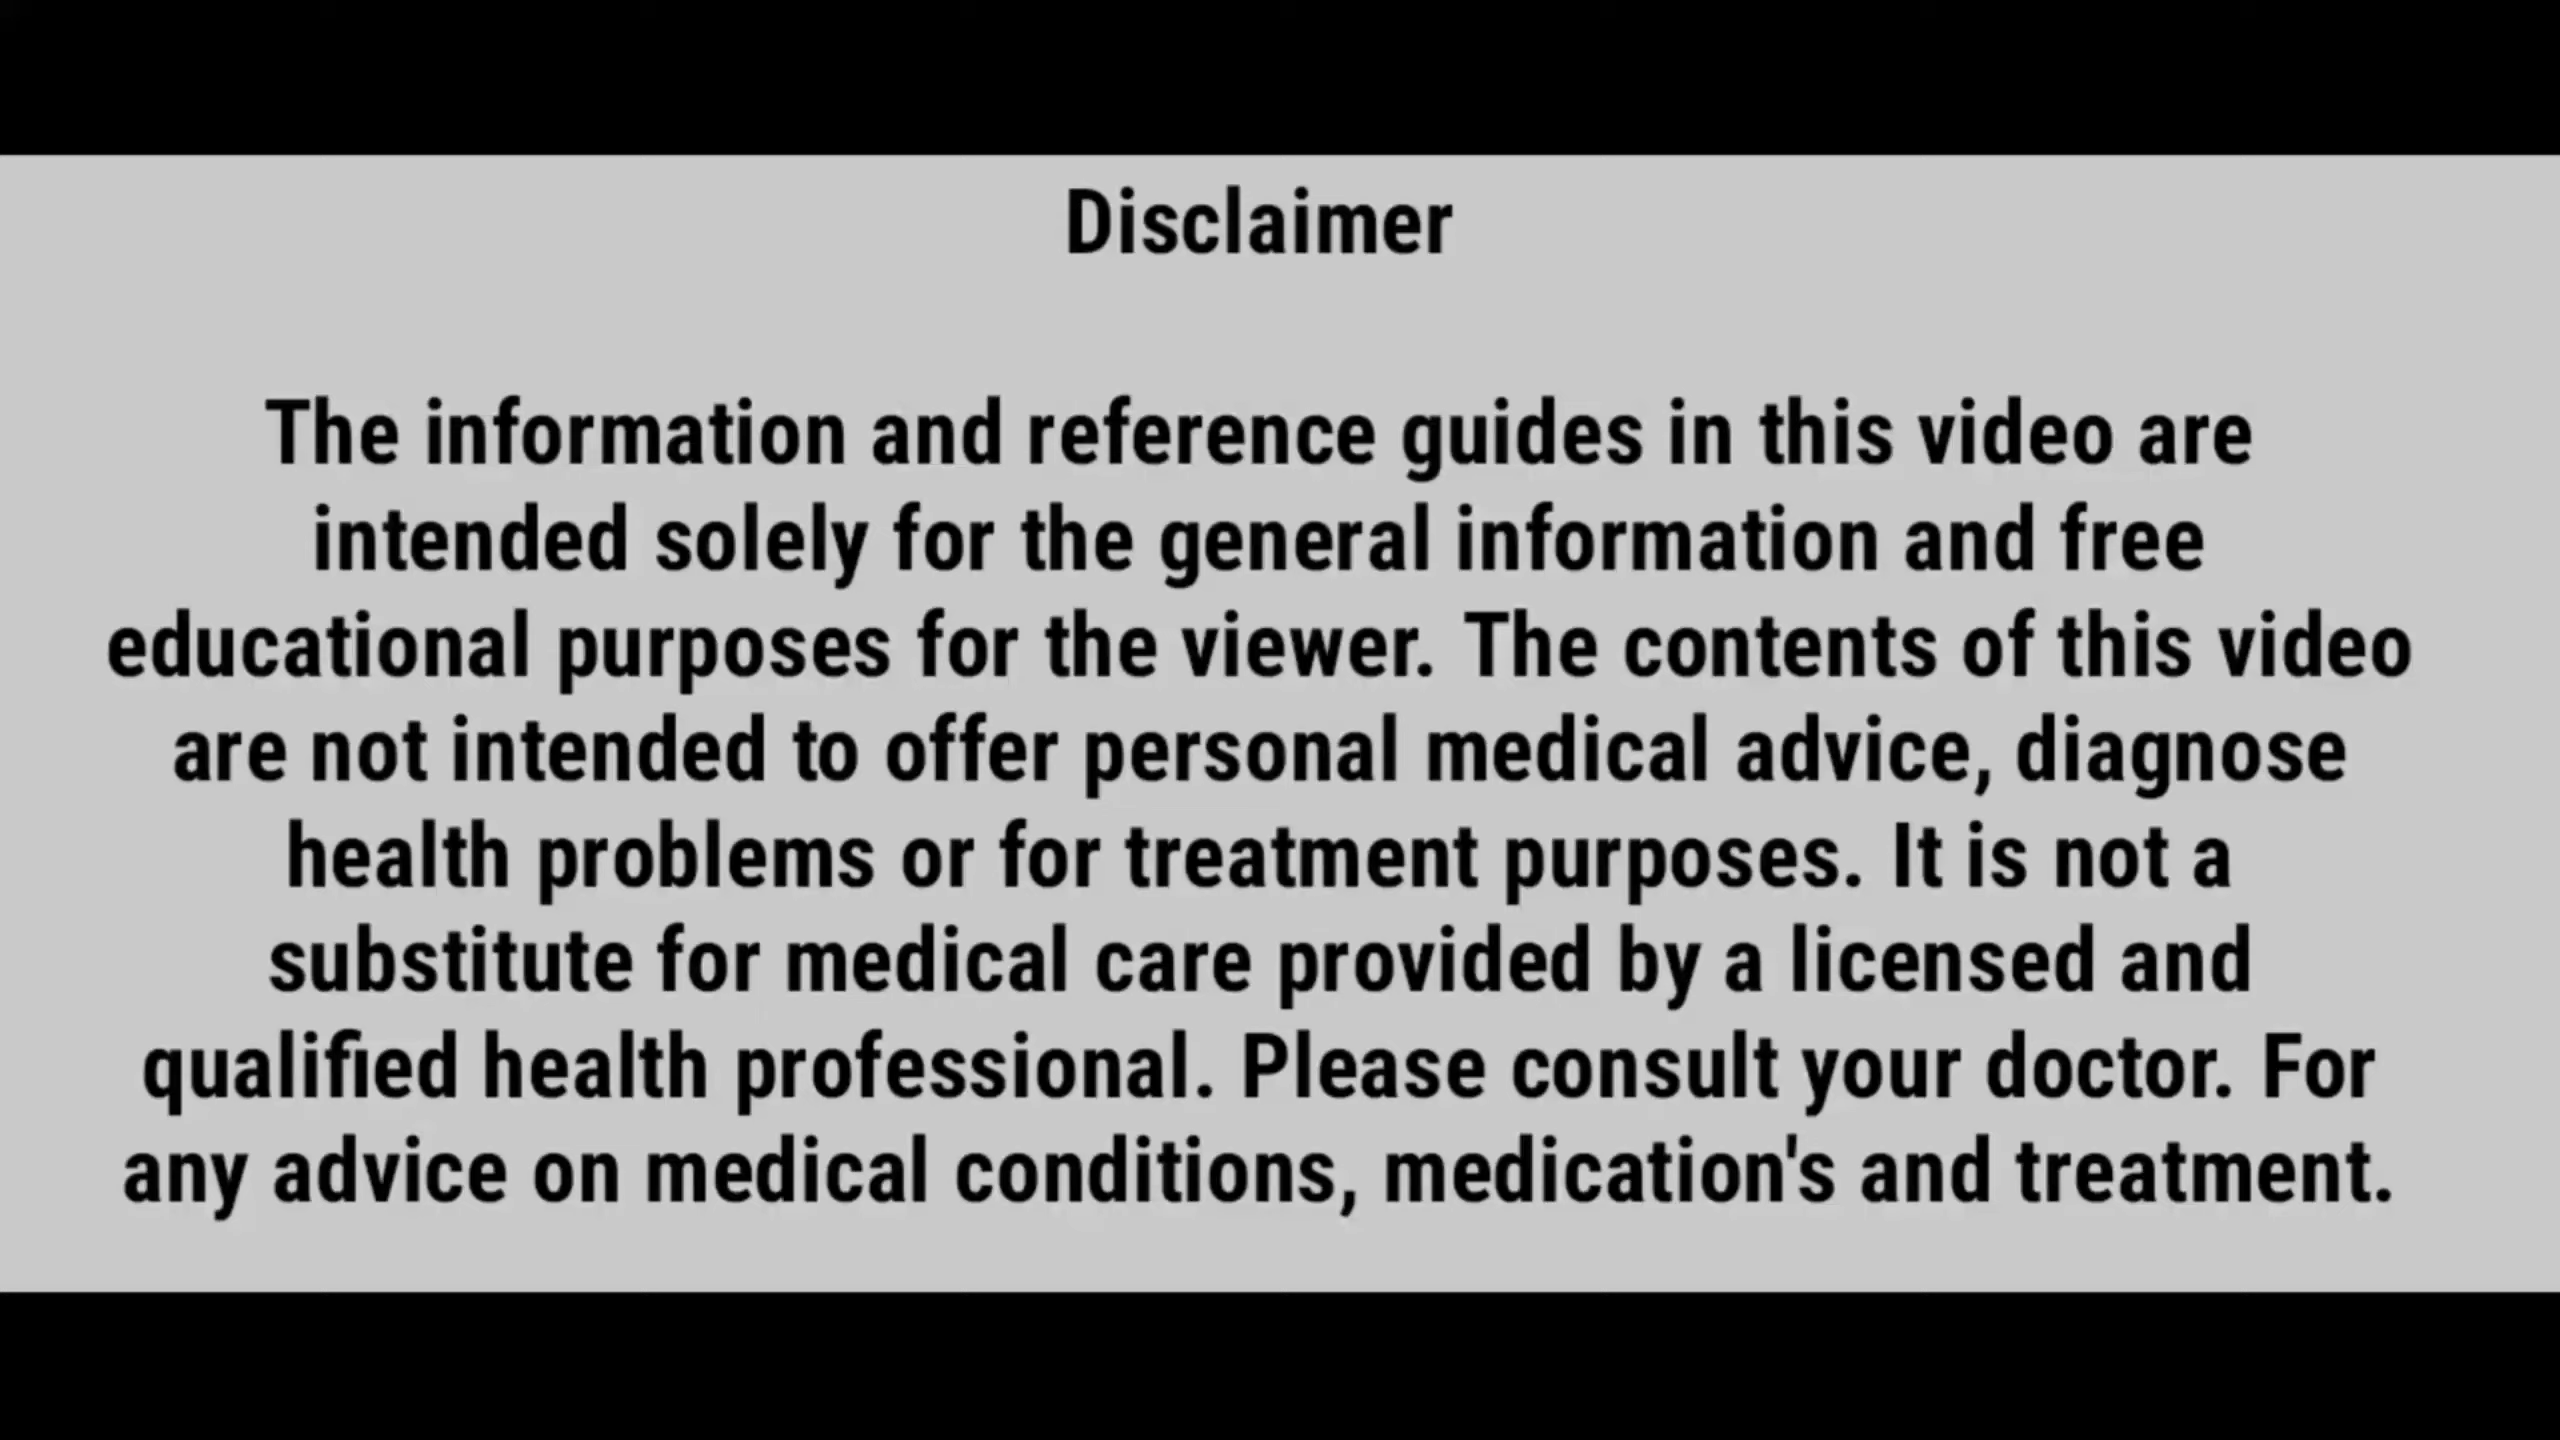 Disclaimer
The information and reference guides in this video are
intended solely for the general information and free
educational purposes for the viewer. The contents of this video
are not intended to offer personal medical advice, diagnose
health problems or for treatment purposes. It is not a
substitute for medical care provided by a licensed and
qualified health professional. Please consult your doctor. For
any advice on medical conditions, medication's and treatment.